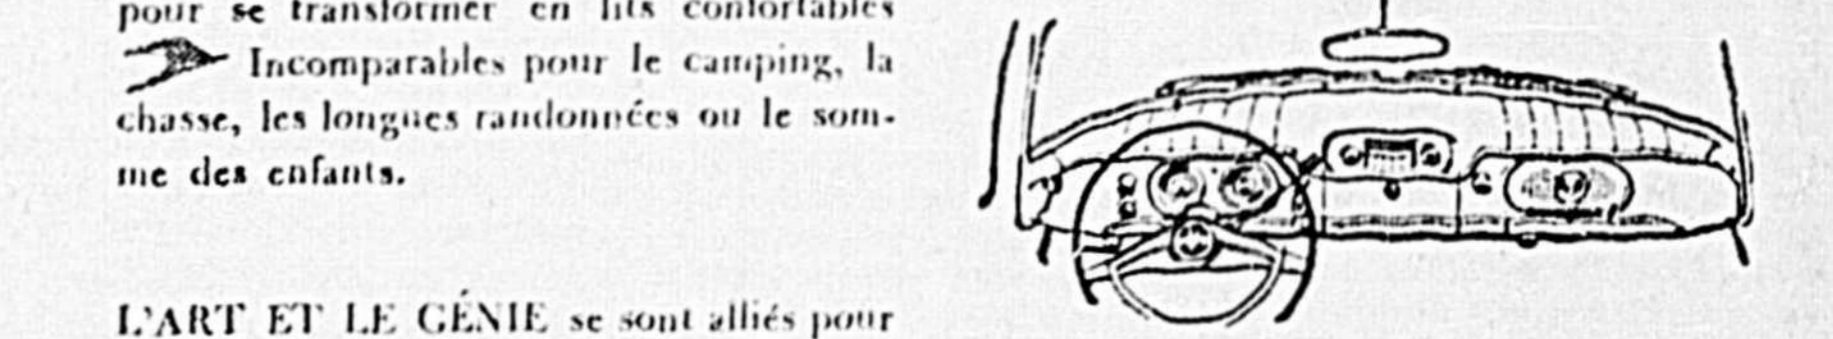 pour se transformer en lits confortables
Incomparables pour le camping, la
chasse, les longues randonnées ou le som-
me des enfants.
L'ART ET LE GÉNIE se sont alliés pour